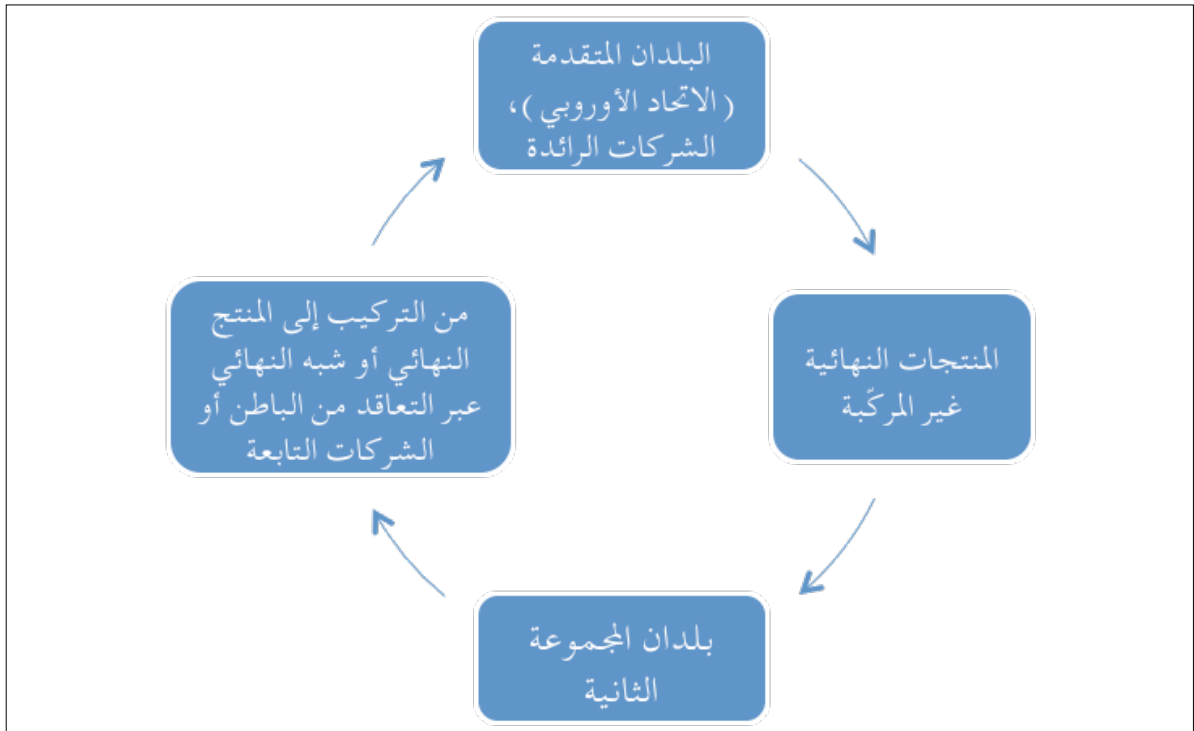 البلدان المتقدمة
(الاتحاد الأوروبي)،
الشركات الرائدة
المنتجات النهائية
غير المركّبة
بلدان المجموعة
الثانية
من التركيب إلى المنتج
النهائي أو شبه النهائي
عبر التعاقد من الباطن أو
الشركات التابعة